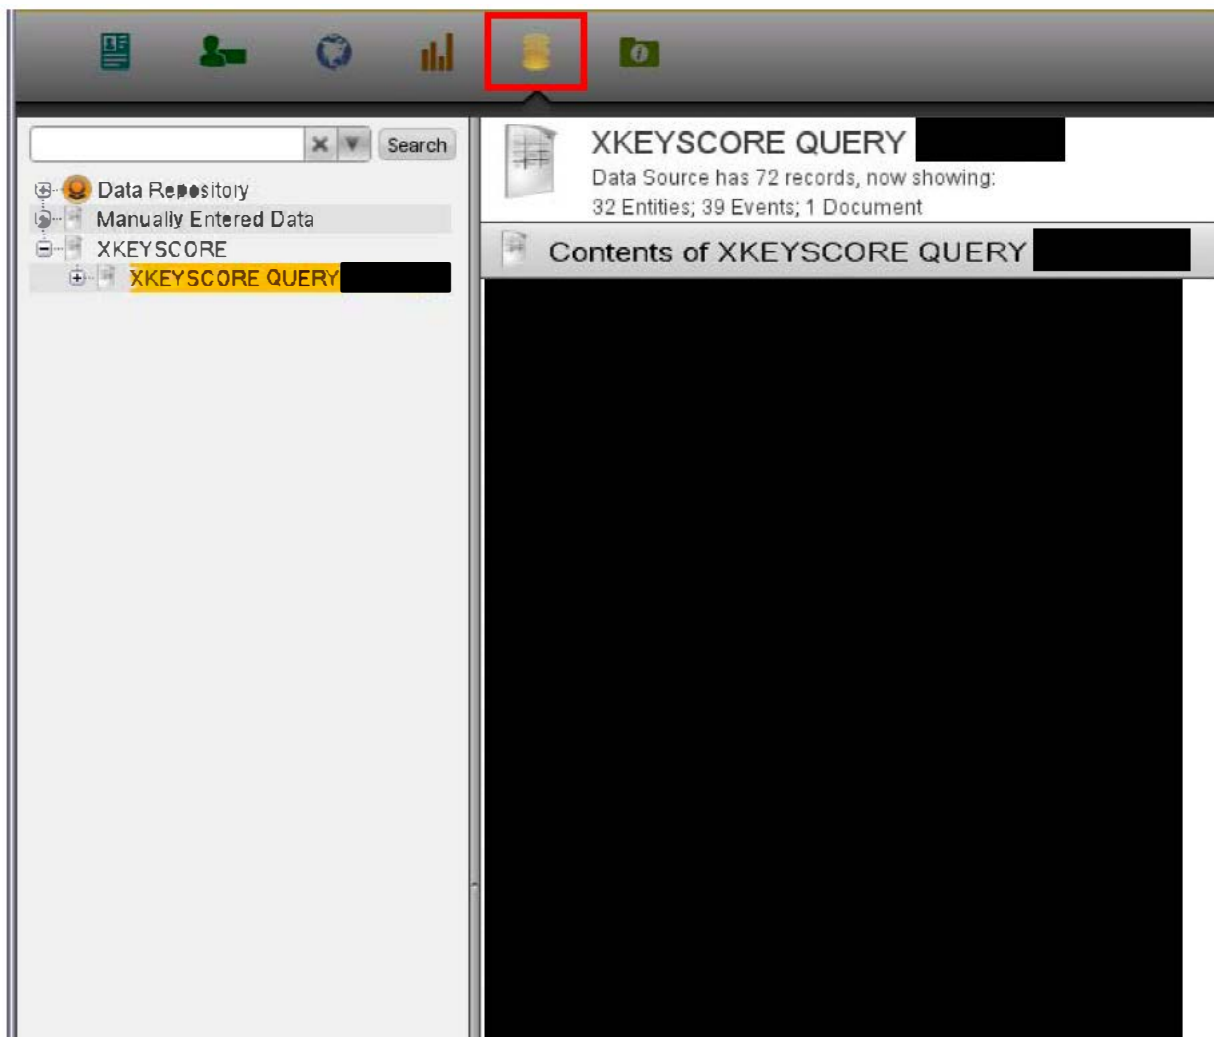 Search
Data Repository
Manually Entered Data
XKEYSCORE
XKEYSCORE QUERY
XKEYSCORE QUERY
Data Source has 72 records, now showing:
32 Entities; 39 Events; 1 Document
Contents of XKEYSCORE QUERY